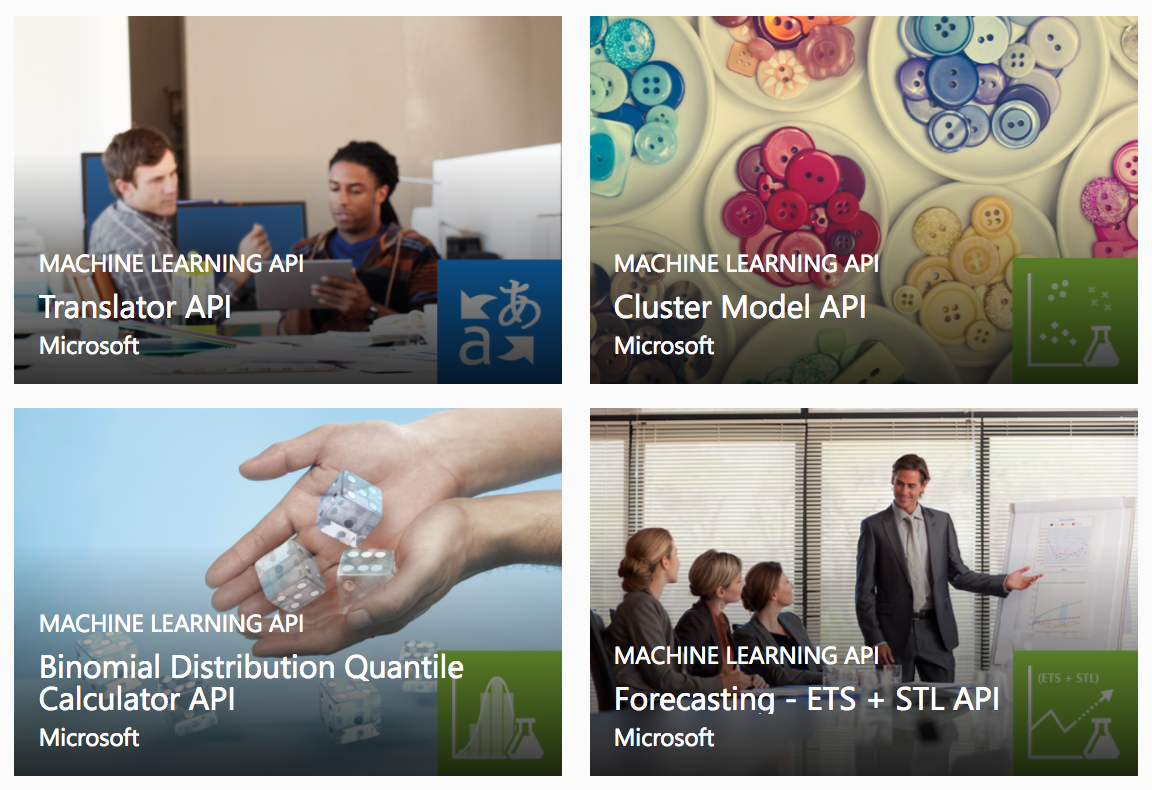 MACHINE LEARNING API
Translator API
Microsoft
あ
a
MACHINE LEARNING API
Cluster Model API
Microsoft
MACHINE LEARNING API
Binomial Distribution Quantile
Calculator API
Microsoft
MACHINE LEARNING API
Forecasting - ETS + STL API
Microsoft
(ETS + STL)